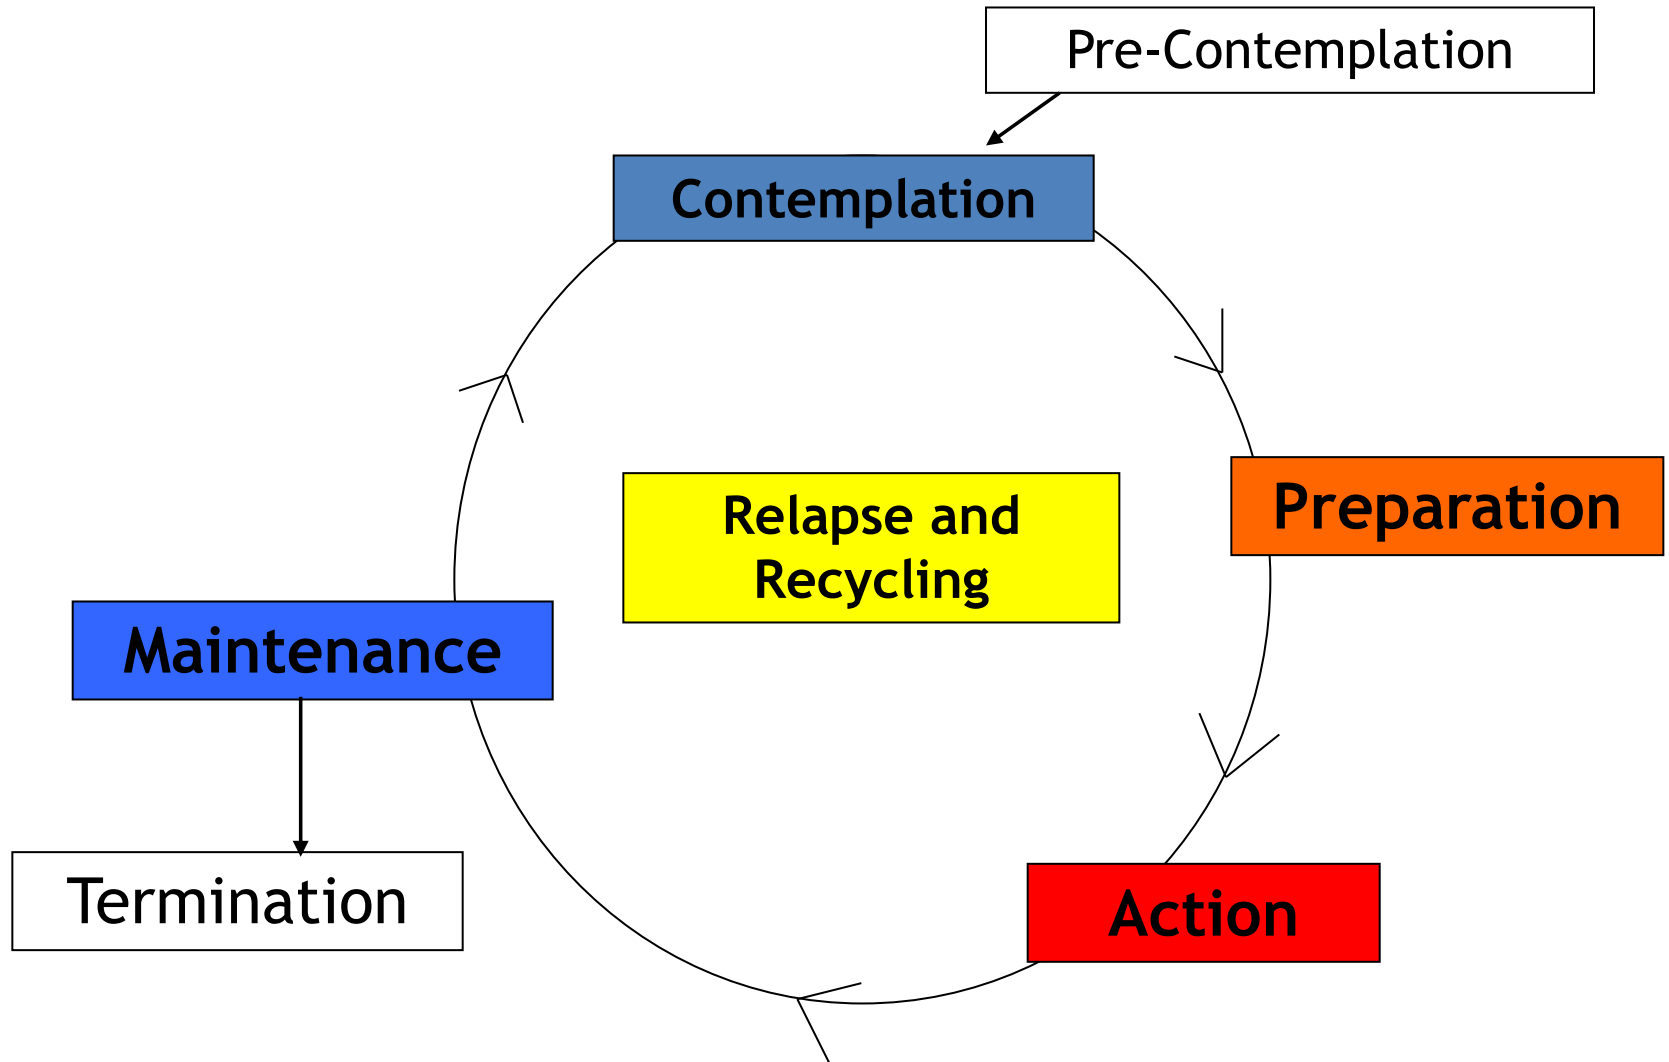 Pre-Contemplation
Contemplation
Preparation
Relapse and
Recycling
Maintenance
Termination
Action